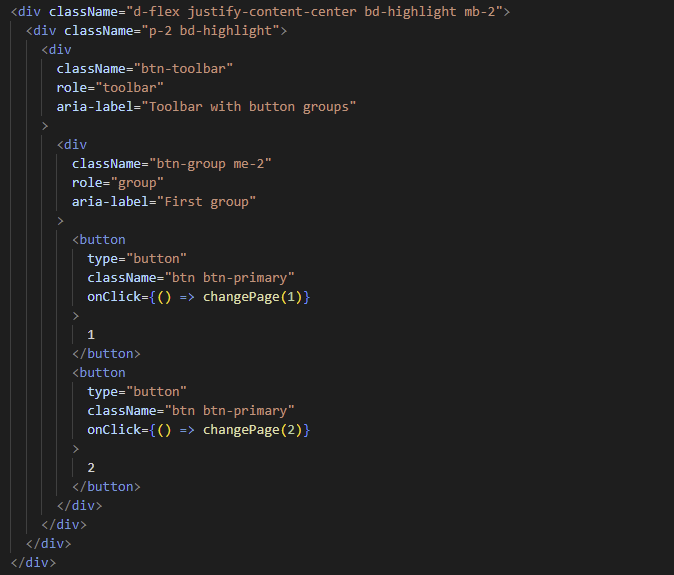 <div className="d-flex justify-content-center bd-highlight mb-2">
  <div className="p-2 bd-highlight">
    <div
      className="btn-toolbar"
      role="toolbar"
      aria-label="Toolbar with button groups"
    >
      <div
        className="btn-group me-2"
        role="group"
        aria-label="First group"
      >
        <button
          type="button"
          className="btn btn-primary"
          onClick={() => changePage(1)}
        >
          1
        </button>
        <button
          type="button"
          className="btn btn-primary"
          onClick={() => changePage(2)}
        >
          2
        </button>
      </div>
    </div>
  </div>
</div>